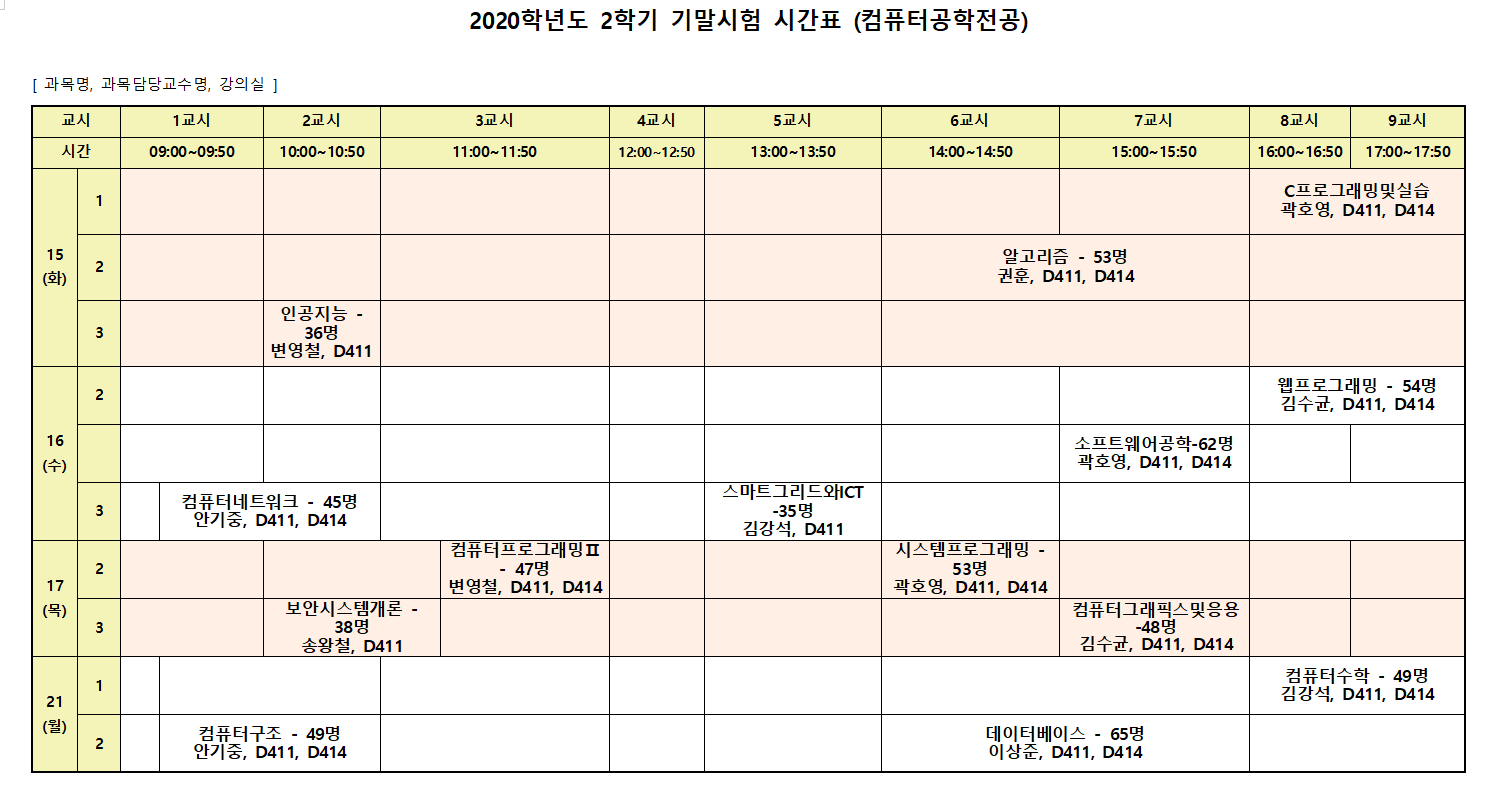 2020학년도 2학기 기말시험 시간표 (컴퓨터공학전공)
[ 과목명, 과목담당교수명, 강의실 ]
교시 1교시 2교시 3교시 4교시 5교시 6교시 7교시 8교시 9교시
시간 09:00~09:50 10:00~10:50 11:00~11:50 12:00~12:50 13:00~13:50 14:00~14:50 15:00~15:50 16:00~16:50 17:00~17:50
15
(화)
1
C프로그래밍및실습
곽호영, D411, D414
2
알고리즘 - 53명
권훈, D411, D414
3
인공지능 -
36명
변영철, D411
16
(수)
2
웹프로그래밍 - 54명
김수균, D411, D414
소프트웨어공학-62명
곽호영, D411, D414
3
컴퓨터네트워크 - 45명
안기중, D411, D414
스마트그리드와ICT
-35명
김강석, D411
17
(목)
2
컴퓨터프로그래밍Ⅱ
- 47명
변영철, D411, D414
시스템프로그래밍 -
53명
곽호영, D411, D414
3
보안시스템개론 -
38명
송왕철, D411
컴퓨터그래픽스및응용
-48명
김수균, D411, D414
21
(월)
1
컴퓨터수학 - 49명
김강석, D411, D414
2
컴퓨터구조 - 49명
안기중, D411, D414
데이터베이스 - 65명
이상준, D411, D414